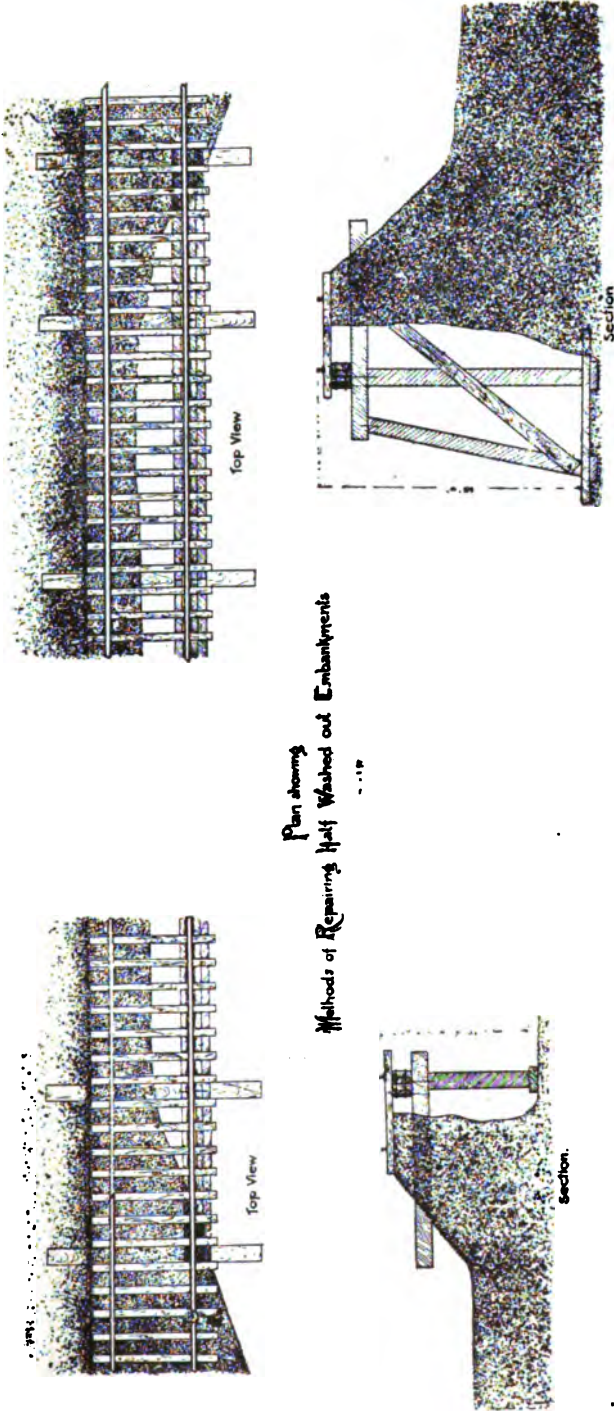 Top View
Section
Plan showing
Methods of Repairing Half Washed out Embankments
Top View
Section.